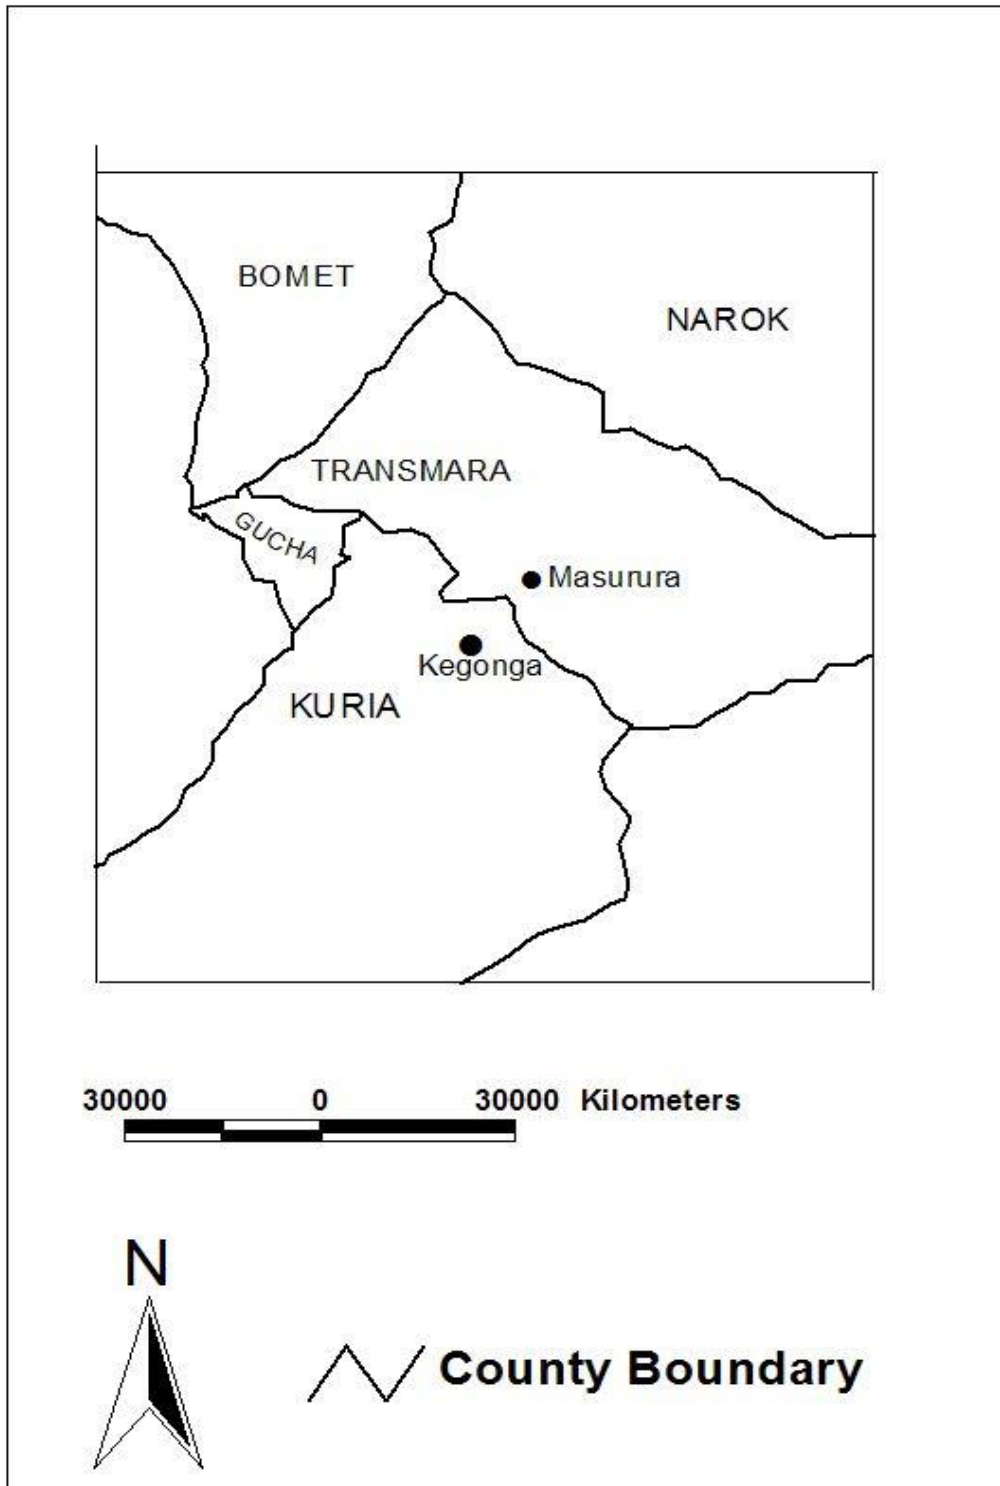 BOMET
NAROK
TRANSMARA
GUCHA
Masurura
Kegonga
KURIA
30000 0 30000 Kilometers
N
County Boundary